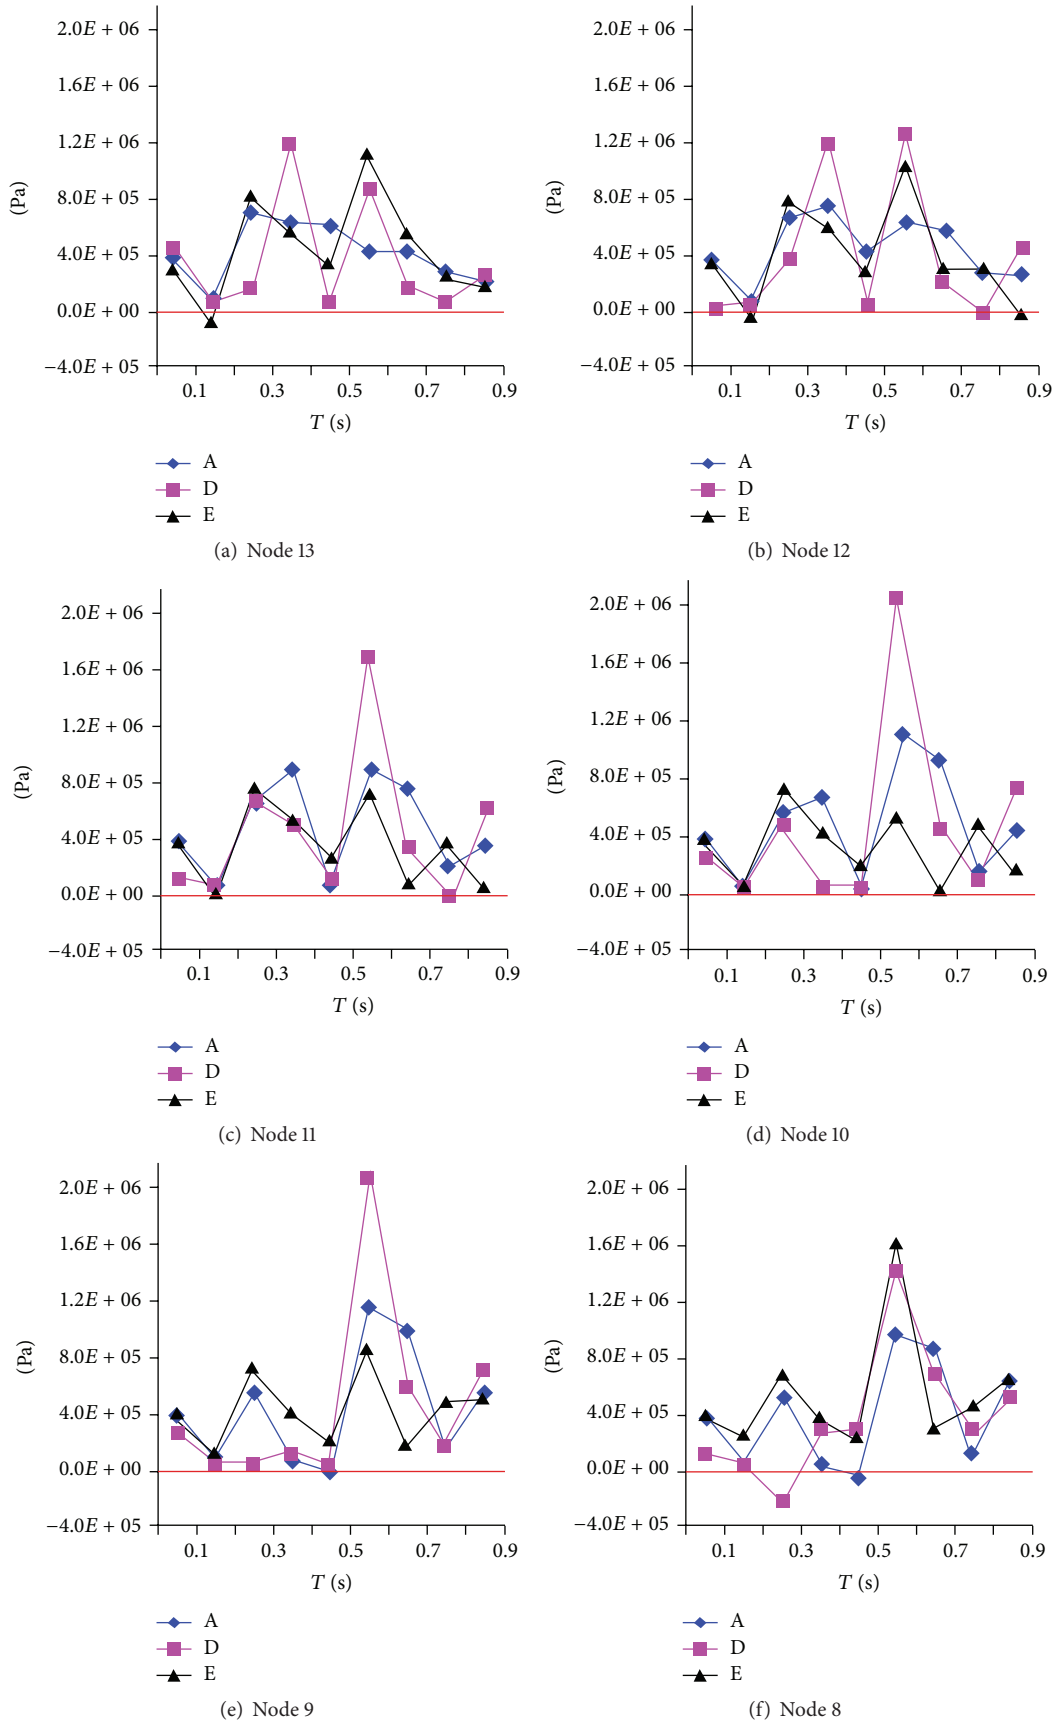 2.0E + 06
1.6E + 06
1.2E + 06
8.0E + 05
4.0E + 05
0.0E + 00
−4.0E + 05
(Pa)
0.1 0.3 0.5 0.7 0.9
T (s)
A
D
E
(a) Node 13
2.0E + 06
1.6E + 06
1.2E + 06
8.0E + 05
4.0E + 05
0.0E + 00
−4.0E + 05
(Pa)
0.1 0.3 0.5 0.7 0.9
T (s)
A
D
E
(b) Node 12
2.0E + 06
1.6E + 06
1.2E + 06
8.0E + 05
4.0E + 05
0.0E + 00
−4.0E + 05
(Pa)
0.1 0.3 0.5 0.7 0.9
T (s)
A
D
E
(c) Node 11
2.0E + 06
1.6E + 06
1.2E + 06
8.0E + 05
4.0E + 05
0.0E + 00
−4.0E + 05
(Pa)
0.1 0.3 0.5 0.7 0.9
T (s)
A
D
E
(d) Node 10
2.0E + 06
1.6E + 06
1.2E + 06
8.0E + 05
4.0E + 05
0.0E + 00
−4.0E + 05
(Pa)
0.1 0.3 0.5 0.7 0.9
T (s)
A
D
E
(e) Node 9
2.0E + 06
1.6E + 06
1.2E + 06
8.0E + 05
4.0E + 05
0.0E + 00
−4.0E + 05
(Pa)
0.1 0.3 0.5 0.7 0.9
T (s)
A
D
E
(f) Node 8